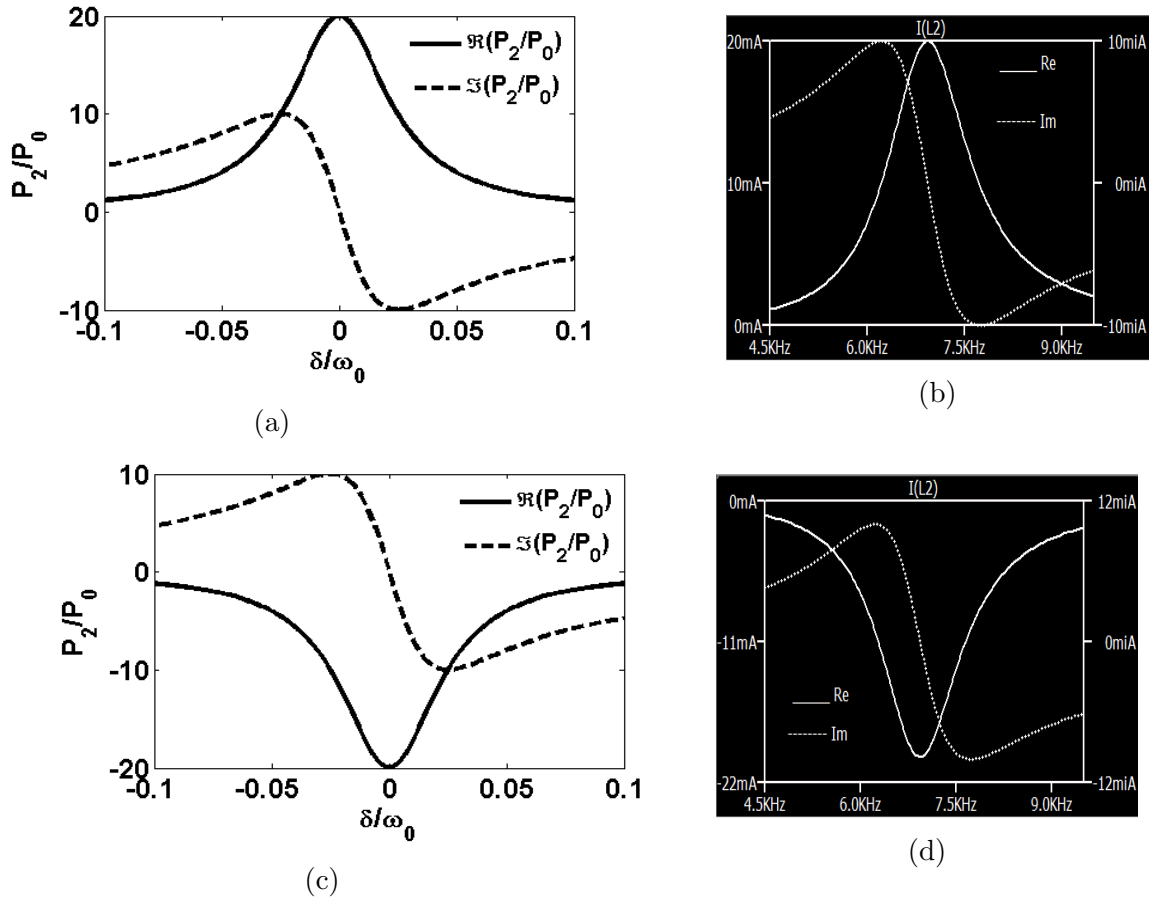 20
10
0
-10
P₂/P₀
ℜ(P₂/P₀)
ℑ(P₂/P₀)
-0.1 -0.05 0 0.05 0.1
δ/ω₀
(a)
I(L2)
20mA
10mA
0mA
Re
Im
10miA
0miA
-10miA
4.5KHz 6.0KHz 7.5KHz 9.0KHz
(b)
10
0
-10
-20
P₂/P₀
ℜ(P₂/P₀)
ℑ(P₂/P₀)
-0.1 -0.05 0 0.05 0.1
δ/ω₀
(c)
I(L2)
0mA
-11mA
-22mA
Re
Im
12miA
0miA
-12miA
4.5KHz 6.0KHz 7.5KHz 9.0KHz
(d)